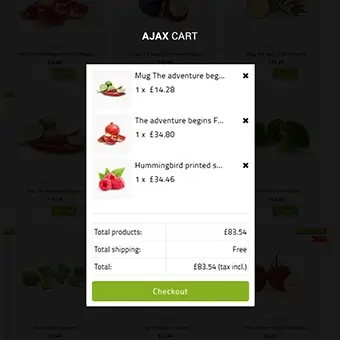 AJAX CART
Mug The adventure beg...
1 x £14.28
The adventure begins F...
1 x £34.80
Hummingbird printed s...
1 x £34.46
Total products: £83.54
Total shipping: Free
Total: £83.54 (tax incl.)
Checkout